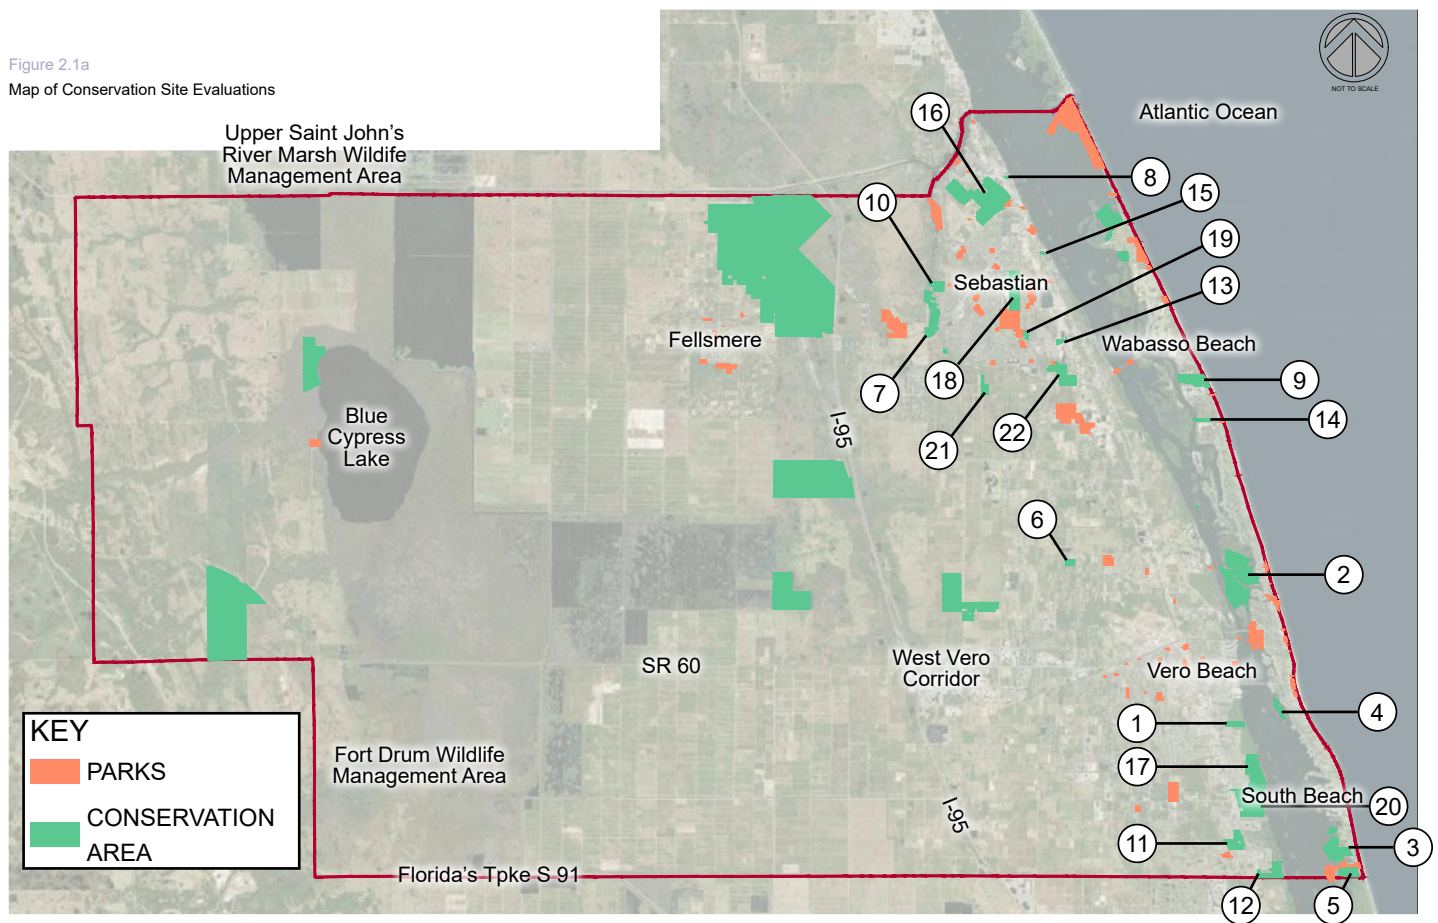 Figure 2.1a
Map of Conservation Site Evaluations
NOT TO SCALE
Atlantic Ocean
Upper Saint John's
River Marsh Wildlife
Management Area
16
8
15
10
19
Sebastian
13
Fellsmere
Wabasso Beach
7
18
9
Blue
Cypress
Lake
I-95
21
22
14
6
2
SR 60
West Vero
Corridor
Vero Beach
4
1
KEY
PARKS
CONSERVATION
AREA
Fort Drum Wildlife
Management Area
17
South Beach
20
I-95
11
3
Florida's Tpke S 91
12
5